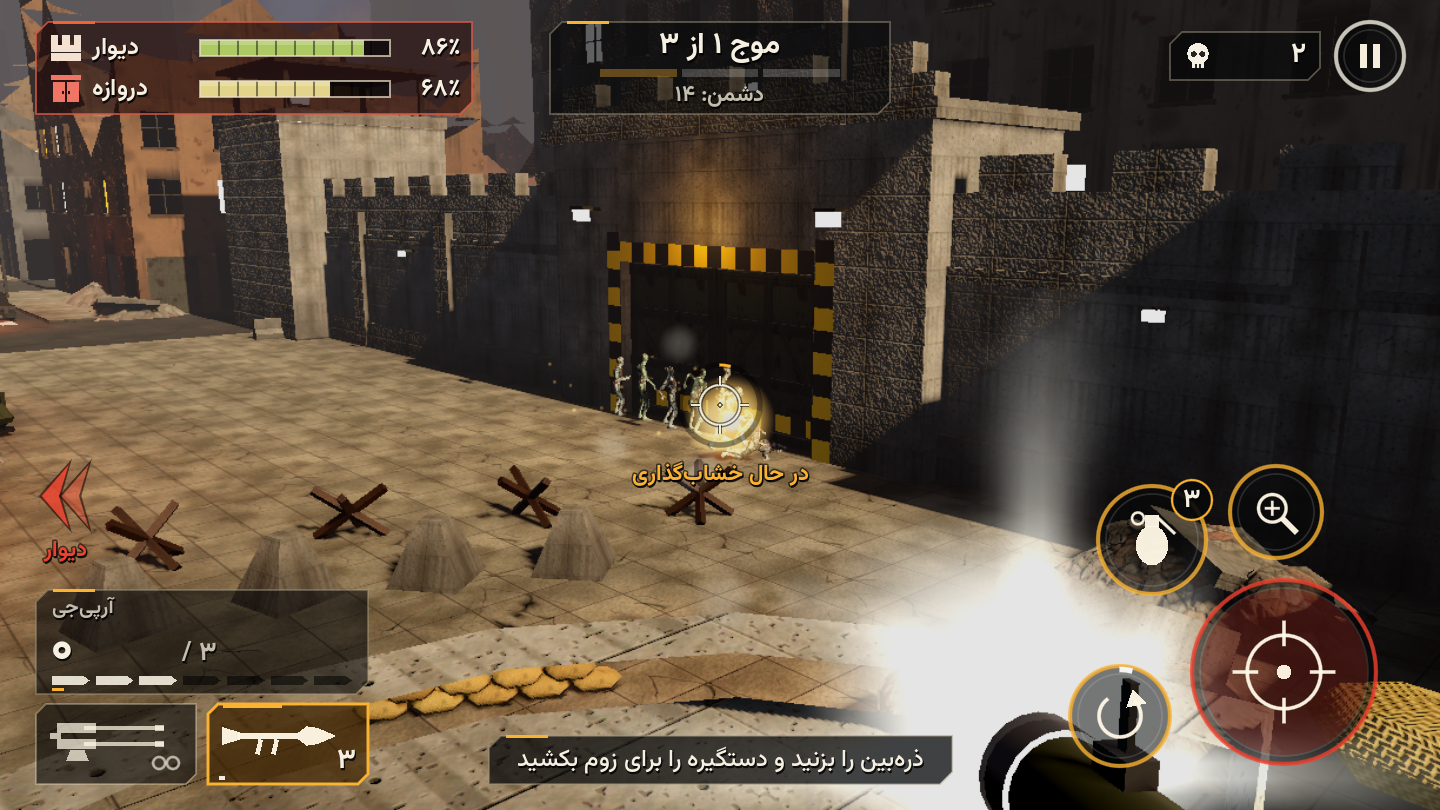 دیوار ۸۶٪
دروازه ۶۸٪
موج ۱ از ۳
دشمن: ۱۴
۲
در حال خشاب‌گذاری
دیوار
۳
آرپی‌جی
۰ / ۳
∞
۳
ذره‌بین را بزنید و دستگیره را برای زوم بکشید